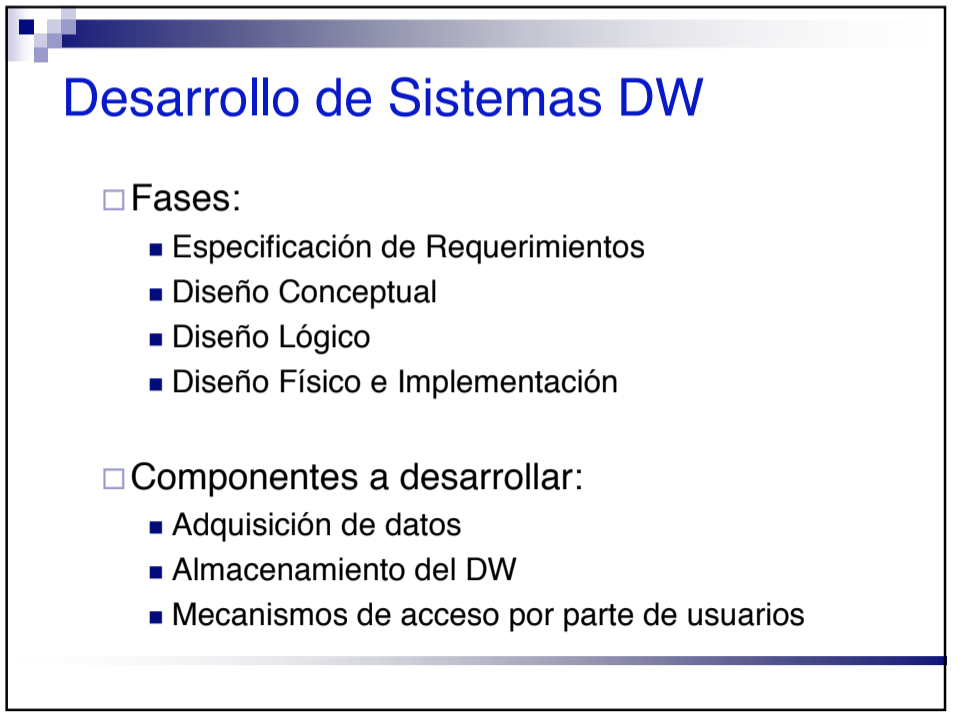 Desarrollo de Sistemas DW
Fases:
Especificación de Requerimientos
Diseño Conceptual
Diseño Lógico
Diseño Físico e Implementación
Componentes a desarrollar:
Adquisición de datos
Almacenamiento del DW
Mecanismos de acceso por parte de usuarios